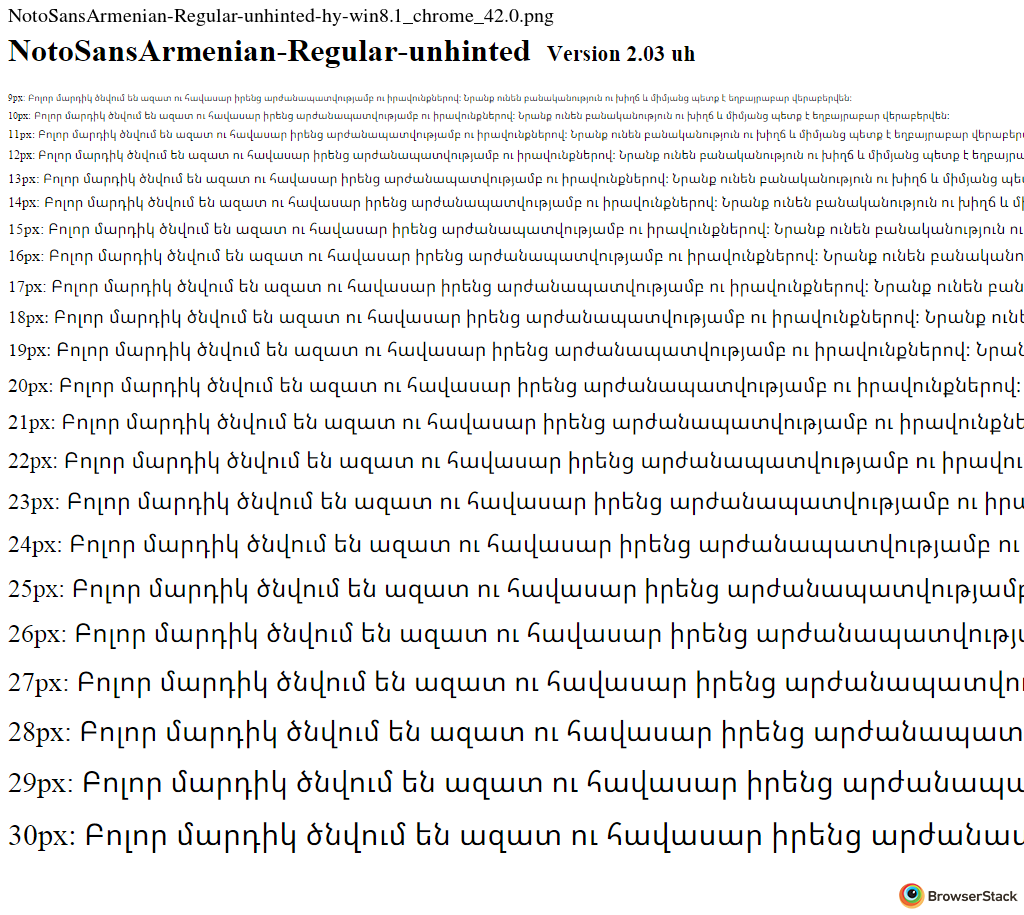 NotoSansArmenian-Regular-unhinted-hy-win8.1_chrome_42.0.png
NotoSansArmenian-Regular-unhinted Version 2.03 uh
9px: Բոլոր մարդիկ ծնվում են ազատ ու հավասար իրենց արժանապատվությամբ ու իրավունքներով։ Նրանք ունեն բանականություն ու խիղճ և միմյանց պետք է եղբայրաբար վերաբերվեն։
10px: Բոլոր մարդիկ ծնվում են ազատ ու հավասար իրենց արժանապատվությամբ ու իրավունքներով։ Նրանք ունեն բանականություն ու խիղճ և միմյանց պետք է եղբայրաբար վերաբերվեն։
11px: Բոլոր մարդիկ ծնվում են ազատ ու հավասար իրենց արժանապատվությամբ ու իրավունքներով։ Նրանք ունեն բանականություն ու խիղճ և միմյանց պետք է եղբայրաբար վերաբեր
12px: Բոլոր մարդիկ ծնվում են ազատ ու հավասար իրենց արժանապատվությամբ ու իրավունքներով։ Նրանք ունեն բանականություն ու խիղճ և միմյանց պետք է եղբայրա
13px: Բոլոր մարդիկ ծնվում են ազատ ու հավասար իրենց արժանապատվությամբ ու իրավունքներով։ Նրանք ունեն բանականություն ու խիղճ և միմյանց պե
14px: Բոլոր մարդիկ ծնվում են ազատ ու հավասար իրենց արժանապատվությամբ ու իրավունքներով։ Նրանք ունեն բանականություն ու խիղճ և մի
15px: Բոլոր մարդիկ ծնվում են ազատ ու հավասար իրենց արժանապատվությամբ ու իրավունքներով։ Նրանք ունեն բանականություն ու
16px: Բոլոր մարդիկ ծնվում են ազատ ու հավասար իրենց արժանապատվությամբ ու իրավունքներով։ Նրանք ունեն բանականո
17px: Բոլոր մարդիկ ծնվում են ազատ ու հավասար իրենց արժանապատվությամբ ու իրավունքներով։ Նրանք ունեն բան
18px: Բոլոր մարդիկ ծնվում են ազատ ու հավասար իրենց արժանապատվությամբ ու իրավունքներով։ Նրանք ունե
19px: Բոլոր մարդիկ ծնվում են ազատ ու հավասար իրենց արժանապատվությամբ ու իրավունքներով։ Նրան
20px: Բոլոր մարդիկ ծնվում են ազատ ու հավասար իրենց արժանապատվությամբ ու իրավունքներով։
21px: Բոլոր մարդիկ ծնվում են ազատ ու հավասար իրենց արժանապատվությամբ ու իրավունքնե
22px: Բոլոր մարդիկ ծնվում են ազատ ու հավասար իրենց արժանապատվությամբ ու իրավու
23px: Բոլոր մարդիկ ծնվում են ազատ ու հավասար իրենց արժանապատվությամբ ու իրա
24px: Բոլոր մարդիկ ծնվում են ազատ ու հավասար իրենց արժանապատվությամբ ու
25px: Բոլոր մարդիկ ծնվում են ազատ ու հավասար իրենց արժանապատվությամբ
26px: Բոլոր մարդիկ ծնվում են ազատ ու հավասար իրենց արժանապատվությ
27px: Բոլոր մարդիկ ծնվում են ազատ ու հավասար իրենց արժանապատվո
28px: Բոլոր մարդիկ ծնվում են ազատ ու հավասար իրենց արժանապատ
29px: Բոլոր մարդիկ ծնվում են ազատ ու հավասար իրենց արժանապա
30px: Բոլոր մարդիկ ծնվում են ազատ ու հավասար իրենց արժանա
BrowserStack